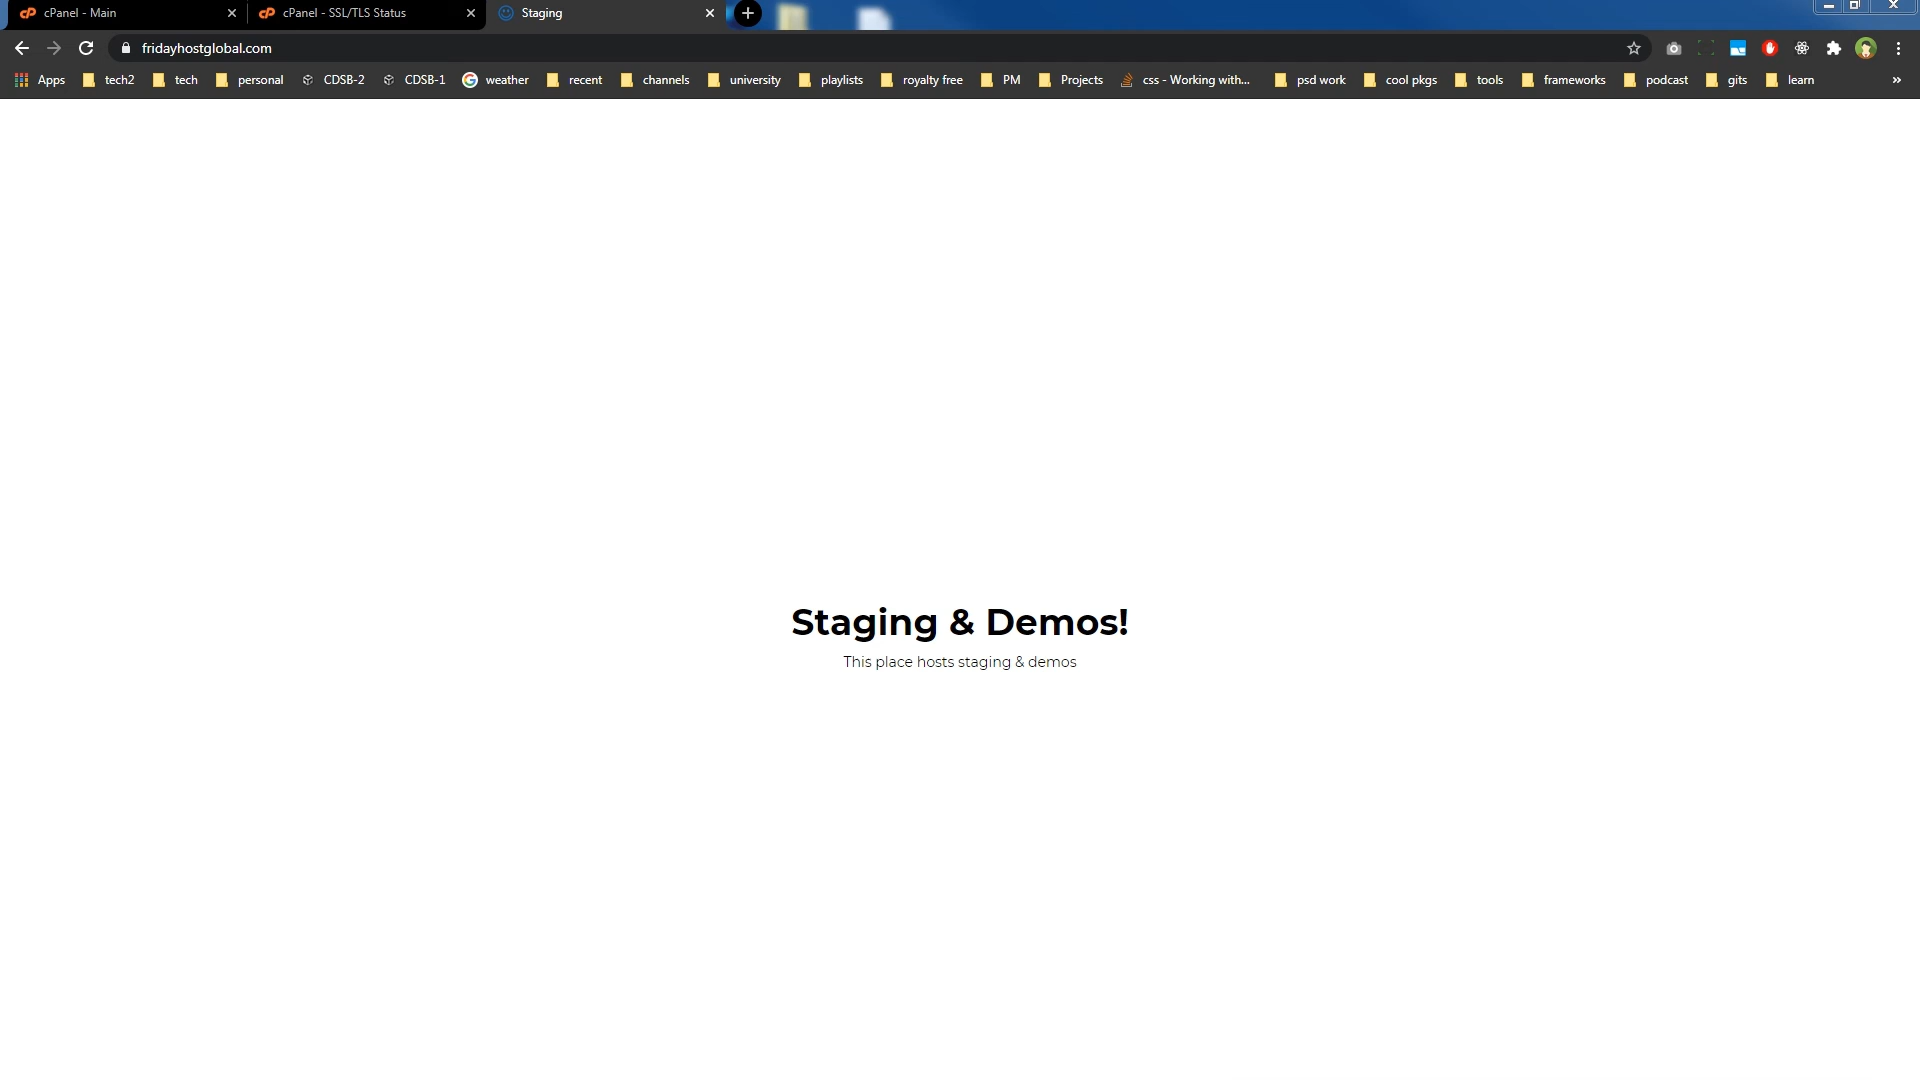 cPanel - Main
cPanel - SSL/TLS Status
Staging
fridayhostglobal.com
Apps tech2 tech personal CDSB-2 CDSB-1 weather recent channels university playlists royalty free PM Projects css - Working with... psd work cool pkgs tools frameworks podcast gits learn »
Staging & Demos!
This place hosts staging & demos